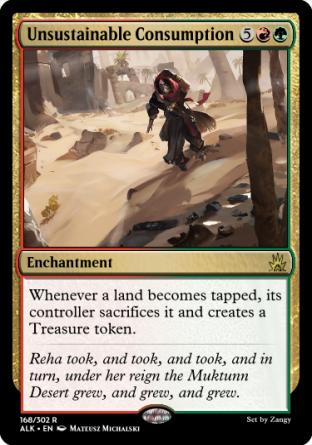 Unsustainable Consumption 5
Enchantment
Whenever a land becomes tapped, its
controller sacrifices it and creates a
Treasure token.
Reha took, and took, and took, and in
turn, under her reign the Muktunn
Desert grew, and grew, and grew.
168/302 R
ALK • EN Mateusz Michalski
Set by Zangy